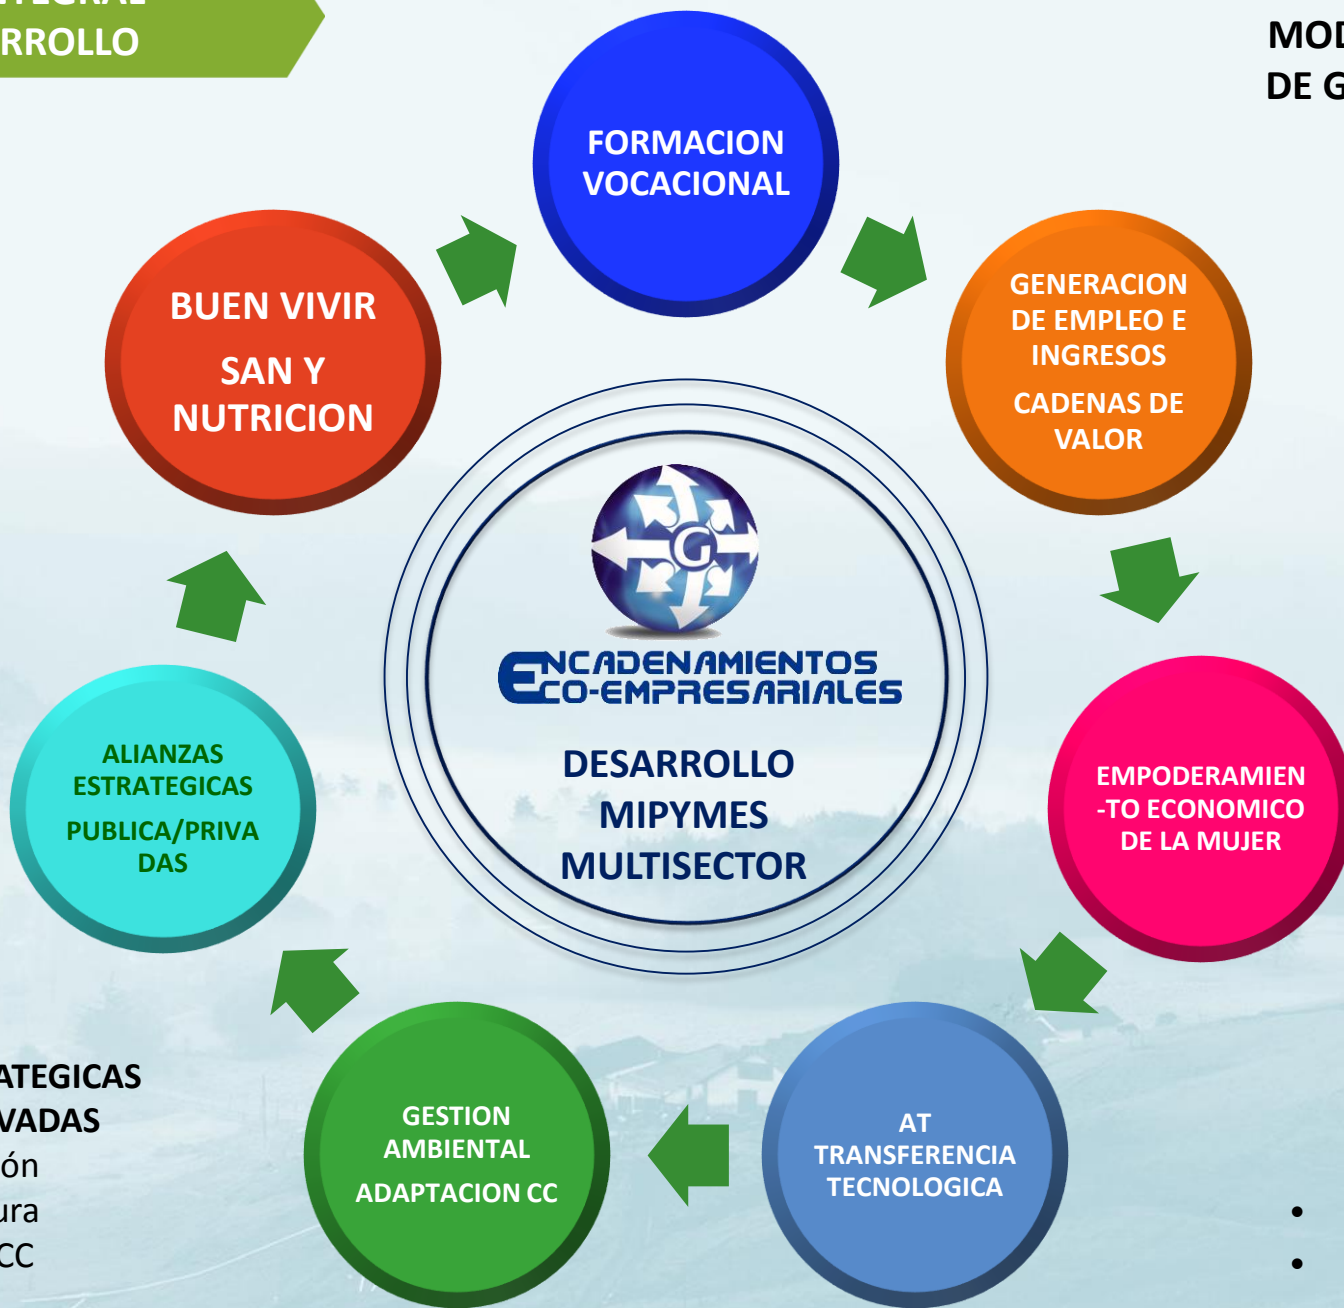 RROLLO
MOD
DE G
FORMACION
VOCACIONAL
GENERACION
DE EMPLEO E
INGRESOS
CADENAS DE
VALOR
EMPODERAMIEN
-TO ECONOMICO
DE LA MUJER
AT
TRANSFERENCIA
TECNOLOGICA
GESTION
AMBIENTAL
ADAPTACION CC
ALIANZAS
ESTRATEGICAS
PUBLICA/PRIVA
DAS
BUEN VIVIR
SAN Y
NUTRICION
G
ENCADENAMIENTOS
ECO-EMPRESARIALES
DESARROLLO
MIPYMES
MULTISECTOR
ATEGICAS
VADAS
ón
ura
CC
•
•